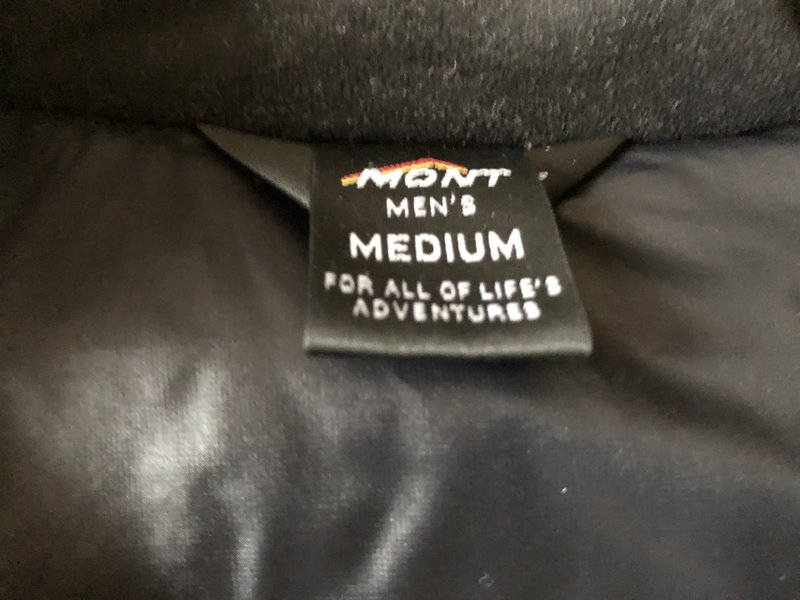 MONT
MEN'S
MEDIUM
FOR ALL OF LIFE'S
ADVENTURES